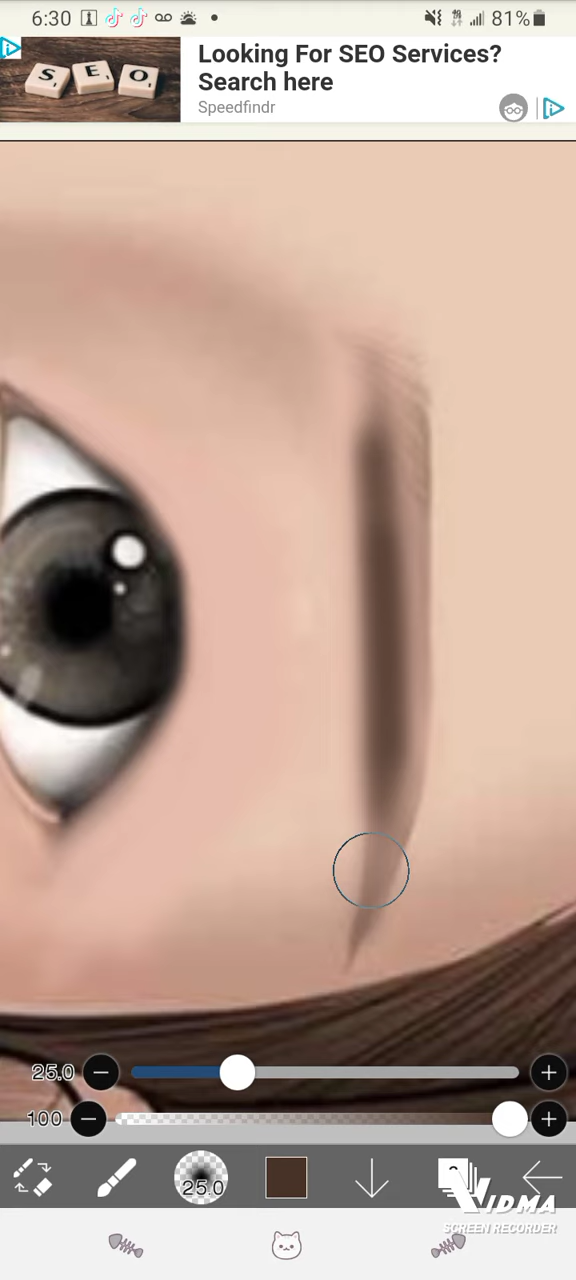 6:30
81%
S E O
Looking For SEO Services?
Search here
Speedfindr
25.0
100
25.0
VIDMA
SCREEN RECORDER